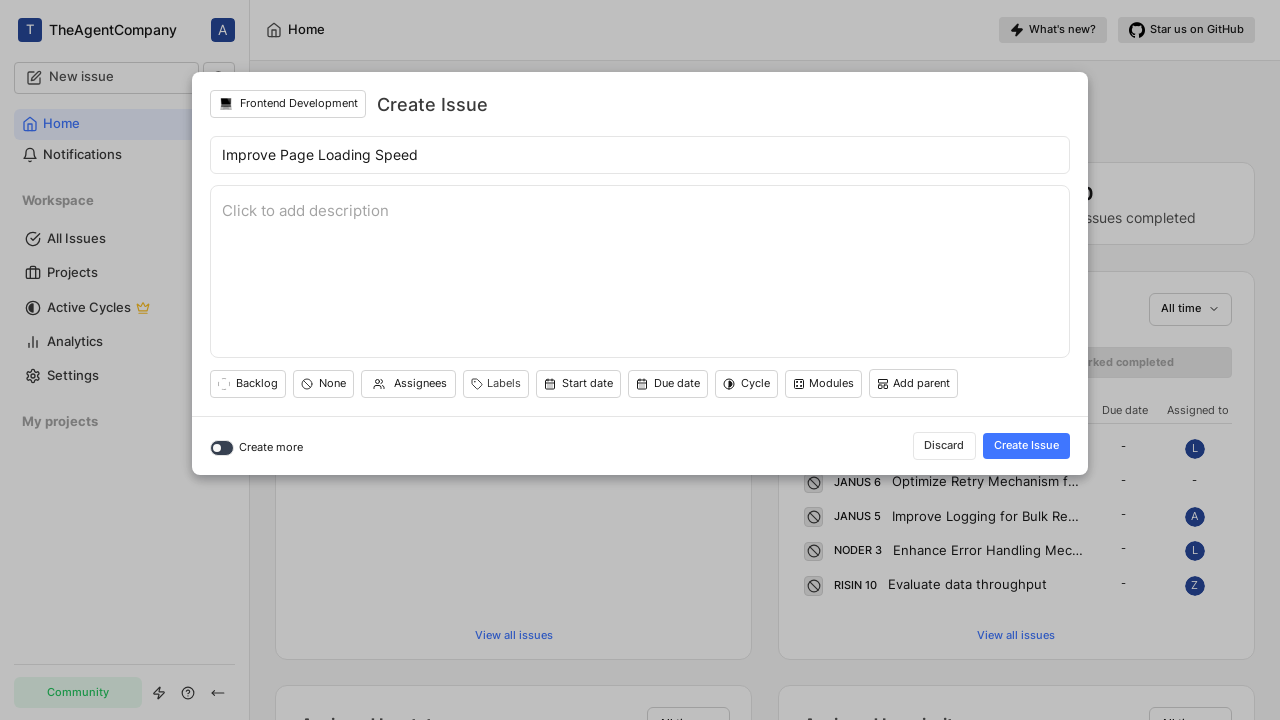 T TheAgentCompany A
Home
What's new?
Star us on GitHub
New issue
Home
Notifications
Workspace
All Issues
Projects
Active Cycles
Analytics
Settings
My projects
Community
Frontend Development
Create Issue
Improve Page Loading Speed
Click to add description
Backlog
None
Assignees
Labels
Start date
Due date
Cycle
Modules
Add parent
Create more
Discard
Create Issue
issues completed
All time
rked completed
Due date
Assigned to
- L
JANUS 6 Optimize Retry Mechanism f... - -
JANUS 5 Improve Logging for Bulk Re... - A
NODER 3 Enhance Error Handling Mec... - L
RISIN 10 Evaluate data throughput - Z
View all issues
View all issues